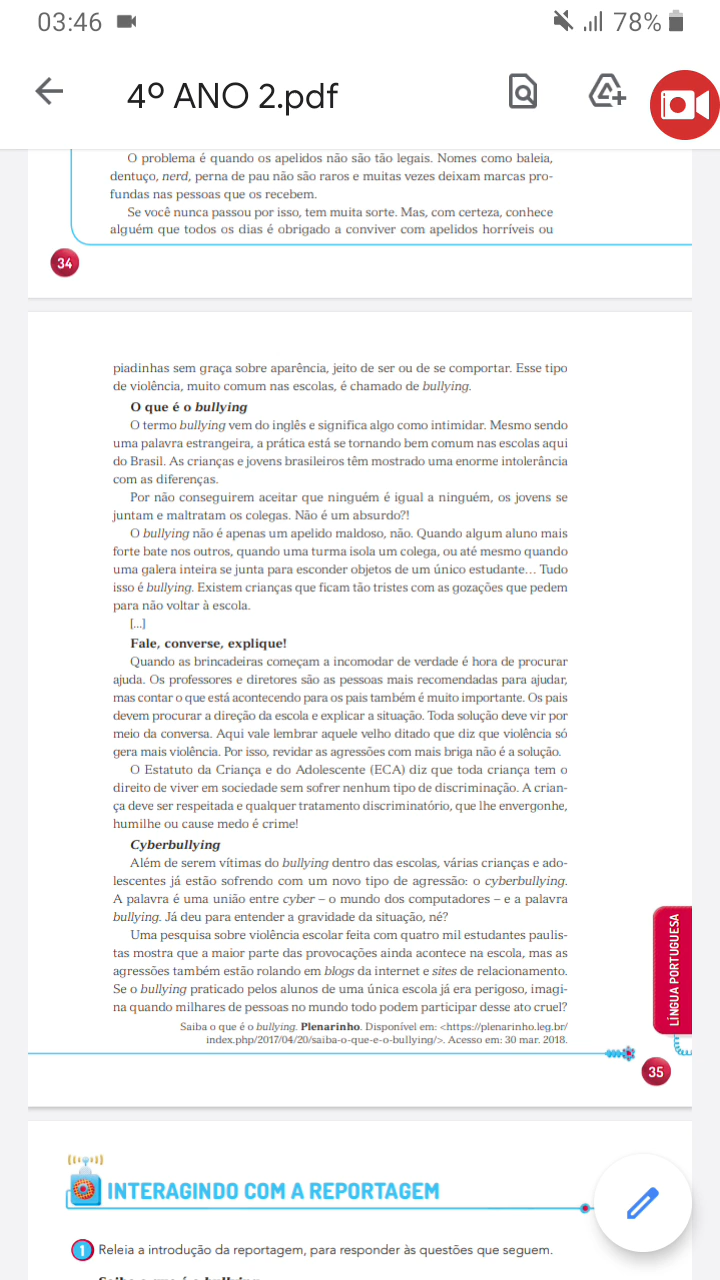 03:46
78%
4º ANO 2.pdf
O problema é quando os apelidos não são tão legais. Nomes como baleia,
dentuço, nerd, perna de pau não são raros e muitas vezes deixam marcas pro-
fundas nas pessoas que os recebem.
Se você nunca passou por isso, tem muita sorte. Mas, com certeza, conhece
alguém que todos os dias é obrigado a conviver com apelidos horríveis ou
34
piadinhas sem graça sobre aparência, jeito de ser ou de se comportar. Esse tipo
de violência, muito comum nas escolas, é chamado de bullying.
O que é o bullying
O termo bullying vem do inglês e significa algo como intimidar. Mesmo sendo
uma palavra estrangeira, a prática está se tornando bem comum nas escolas aqui
do Brasil. As crianças e jovens brasileiros têm mostrado uma enorme intolerância
com as diferenças.
Por não conseguirem aceitar que ninguém é igual a ninguém, os jovens se
juntam e maltratam os colegas. Não é um absurdo?!
O bullying não é apenas um apelido maldoso, não. Quando algum aluno mais
forte bate nos outros, quando uma turma isola um colega, ou até mesmo quando
uma galera inteira se junta para esconder objetos de um único estudante... Tudo
isso é bullying. Existem crianças que ficam tão tristes com as gozações que pedem
para não voltar à escola.
[...]
Fale, converse, explique!
Quando as brincadeiras começam a incomodar de verdade é hora de procurar
ajuda. Os professores e diretores são as pessoas mais recomendadas para ajudar,
mas contar o que está acontecendo para os pais também é muito importante. Os pais
devem procurar a direção da escola e explicar a situação. Toda solução deve vir por
meio da conversa. Aqui vale lembrar aquele velho ditado que diz que violência só
gera mais violência. Por isso, revidar as agressões com mais briga não é a solução.
O Estatuto da Criança e do Adolescente (ECA) diz que toda criança tem o
direito de viver em sociedade sem sofrer nenhum tipo de discriminação. A crian-
ça deve ser respeitada e qualquer tratamento discriminatório, que lhe envergonhe,
humilhe ou cause medo é crime!
Cyberbullying
Além de serem vítimas do bullying dentro das escolas, várias crianças e ado-
lescentes já estão sofrendo com um novo tipo de agressão: o cyberbullying.
A palavra é uma união entre cyber – o mundo dos computadores – e a palavra
bullying. Já deu para entender a gravidade da situação, né?
Uma pesquisa sobre violência escolar feita com quatro mil estudantes paulis-
tas mostra que a maior parte das provocações ainda acontece na escola, mas as
agressões também estão rolando em blogs da internet e sites de relacionamento.
Se o bullying praticado pelos alunos de uma única escola já era perigoso, imagi-
na quando milhares de pessoas no mundo todo podem participar desse ato cruel?
Saiba o que é o bullying. Plenarinho. Disponível em: <https://plenarinho.leg.br/
index.php/2017/04/20/saiba-o-que-e-o-bullying/>. Acesso em: 30 mar. 2018.
LÍNGUA PORTUGUESA
35
INTERAGINDO COM A REPORTAGEM
1 Releia a introdução da reportagem, para responder às questões que seguem.